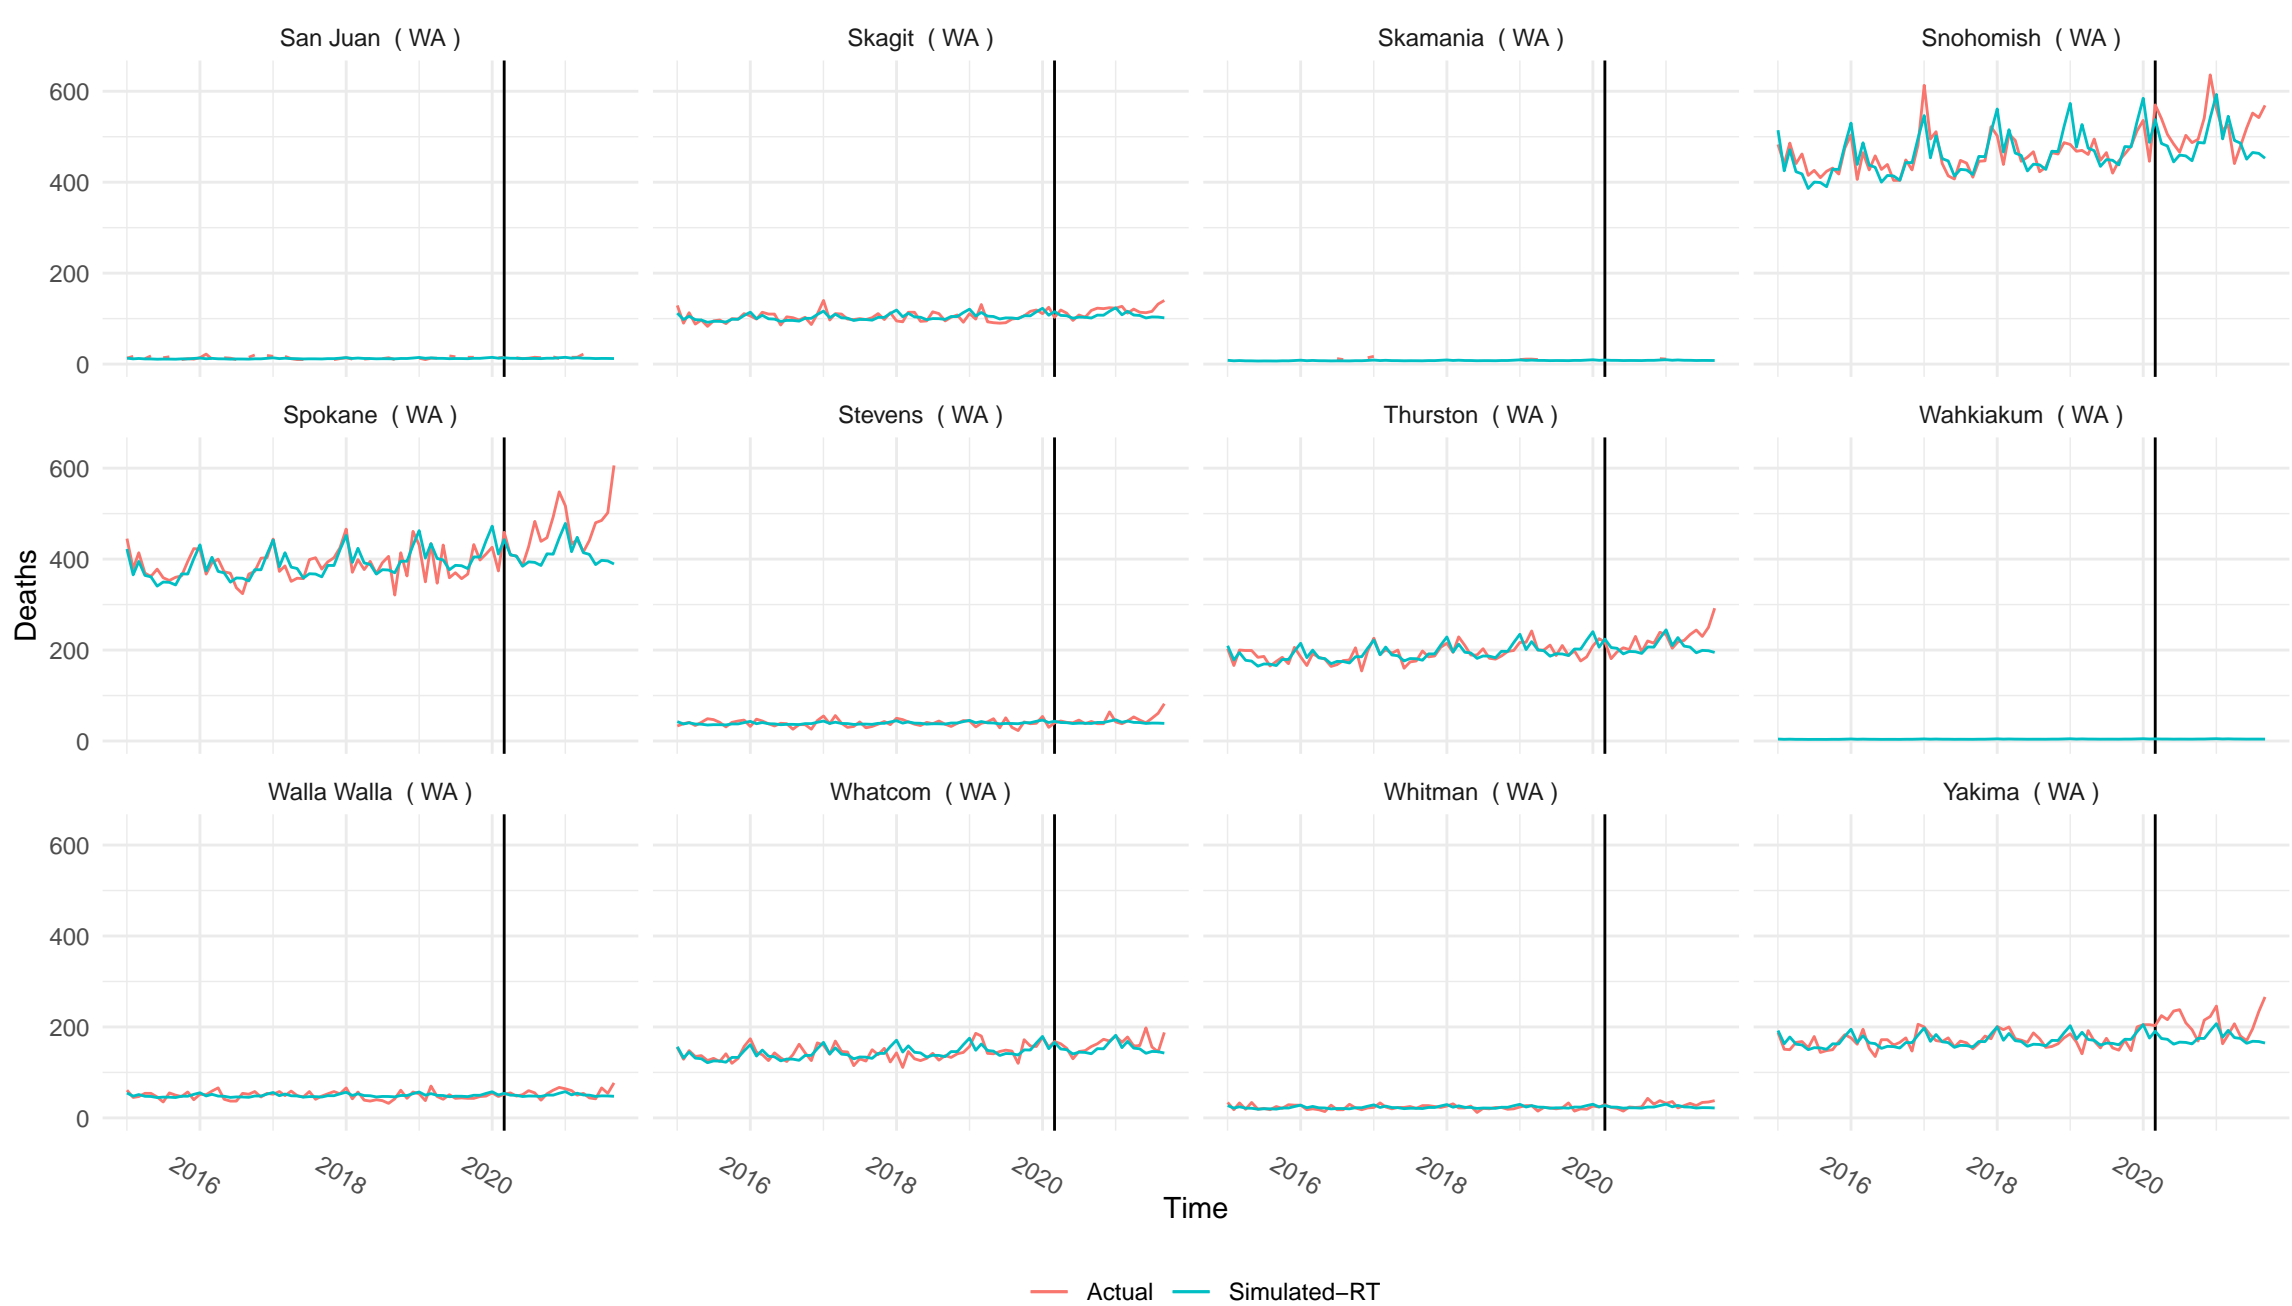 San Juan ( WA )
Skagit ( WA )
Skamania ( WA )
Snohomish ( WA )
600
400
200
0
Spokane ( WA )
Stevens ( WA )
Thurston ( WA )
Wahkiakum ( WA )
600
400
200
0
Deaths
Walla Walla ( WA )
Whatcom ( WA )
Whitman ( WA )
Yakima ( WA )
600
400
200
0
2016
2018
2020
2016
2018
2020
2016
2018
2020
2016
2018
2020
Time
Actual
Simulated−RT